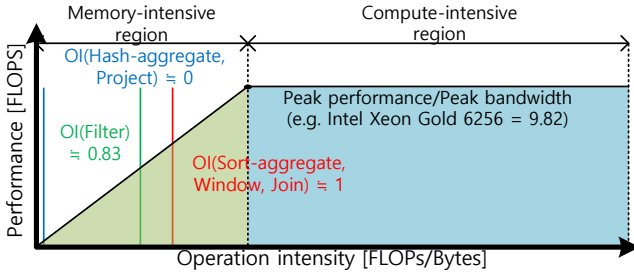 Memory-intensive
region
Compute-intensive
region
OI(Hash-aggregate,
Project) ≒ 0
OI(Filter)
≒ 0.83
Peak performance/Peak bandwidth
(e.g. Intel Xeon Gold 6256 = 9.82)
OI(Sort-aggregate,
Window, Join) ≒ 1
Performance [FLOPS]
Operation intensity [FLOPs/Bytes]